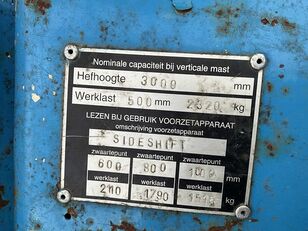 Nominale capaciteit bij verticale mast
Hefhoogte 3000 mm
Werklast 500 mm 2320 kg
LEZEN BIJ GEBRUIK VOORZETAPPARAAT
omschrijving voorzetapparaat
SIDESHIFT
zwaartepunt zwaartepunt zwaartepunt
600 800 mm
werklast werklast werklast
1790 kg